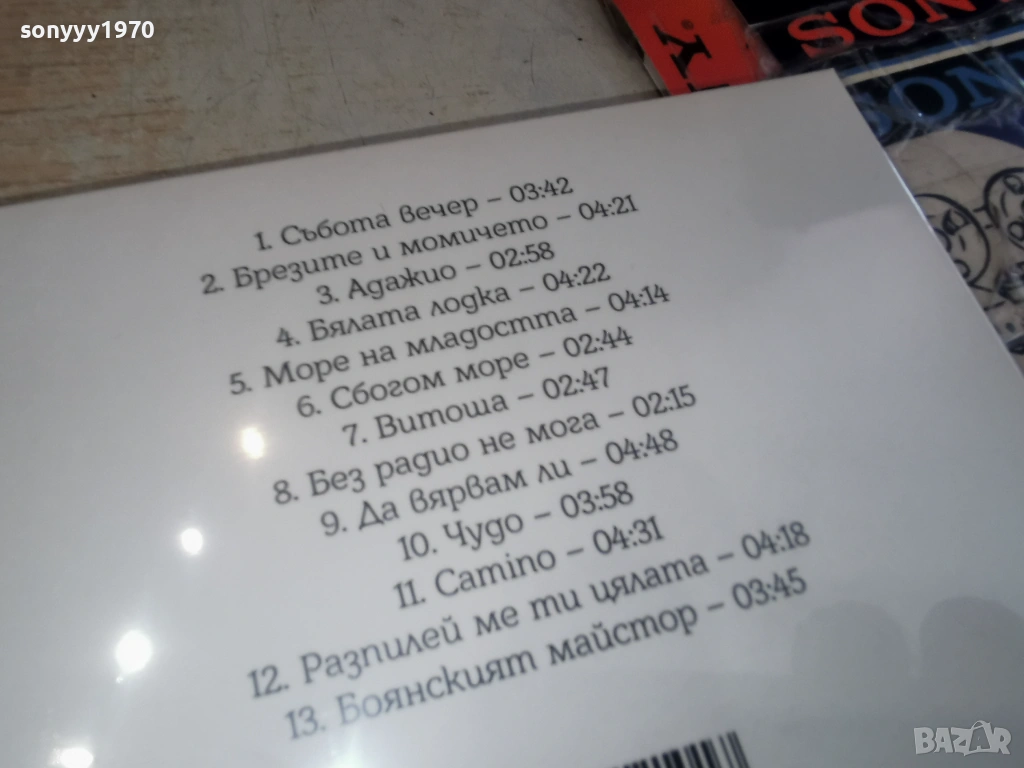 sonyyy1970
SON
SON
1. Събота вечер – 03:42
2. Брезите и момичето – 04:21
3. Адажио – 02:58
4. Бялата лодка – 04:22
5. Море на младостта – 04:14
6. Сбогом море – 02:44
7. Витоша – 02:47
8. Без радио не мога – 02:15
9. Да вярвам ли – 04:48
10. Чудо – 03:58
11. Camino – 04:31
12. Разпилей ме ти цялата – 04:18
13. Боянският майстор – 03:45
BAZAR